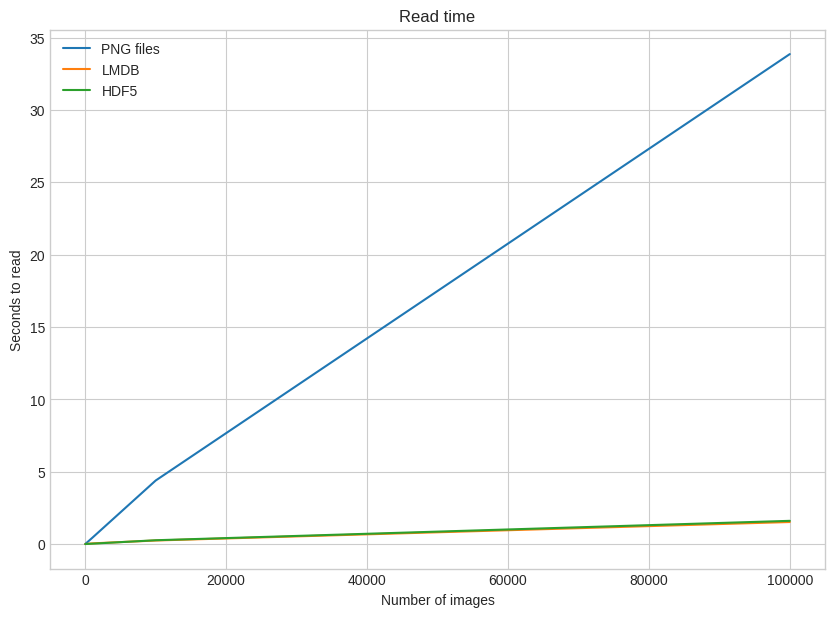 Read time
PNG files
LMDB
HDF5
35
30
25
20
15
10
5
0
Seconds to read
0 20000 40000 60000 80000 100000
Number of images